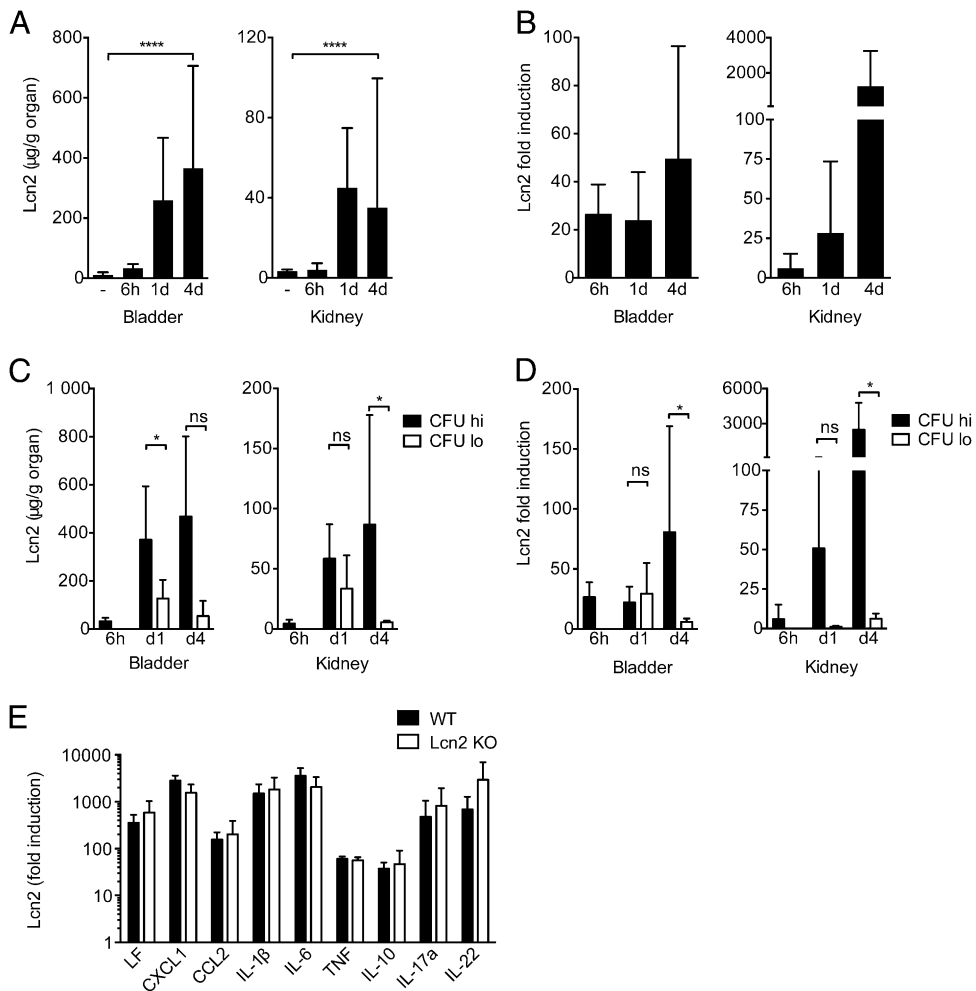 A
Lcn2 (µg/g organ)
800
600
400
200
0
****
- 6h 1d 4d
Bladder
120
80
40
0
****
- 6h 1d 4d
Kidney
B
Lcn2 fold induction
100
80
60
40
20
0
6h 1d 4d
Bladder
4000
2000
100
75
50
25
0
6h 1d 4d
Kidney
C
Lcn2 (µg/g organ)
1 000
800
600
400
200
0
*
ns
6h d1 d4
Bladder
200
150
100
50
0
ns
*
6h d1 d4
Kidney
CFU hi
CFU lo
D
Lcn2 fold induction
200
150
100
50
0
ns
*
6h d1 d4
Bladder
6000
3000
100
75
50
25
0
ns
*
6h d1 d4
Kidney
CFU hi
CFU lo
E
WT
Lcn2 KO
Lcn2 (fold induction)
10000
1000
100
10
1
LF CXCL1 CCL2 IL-1β IL-6 TNF IL-10 IL-17a IL-22